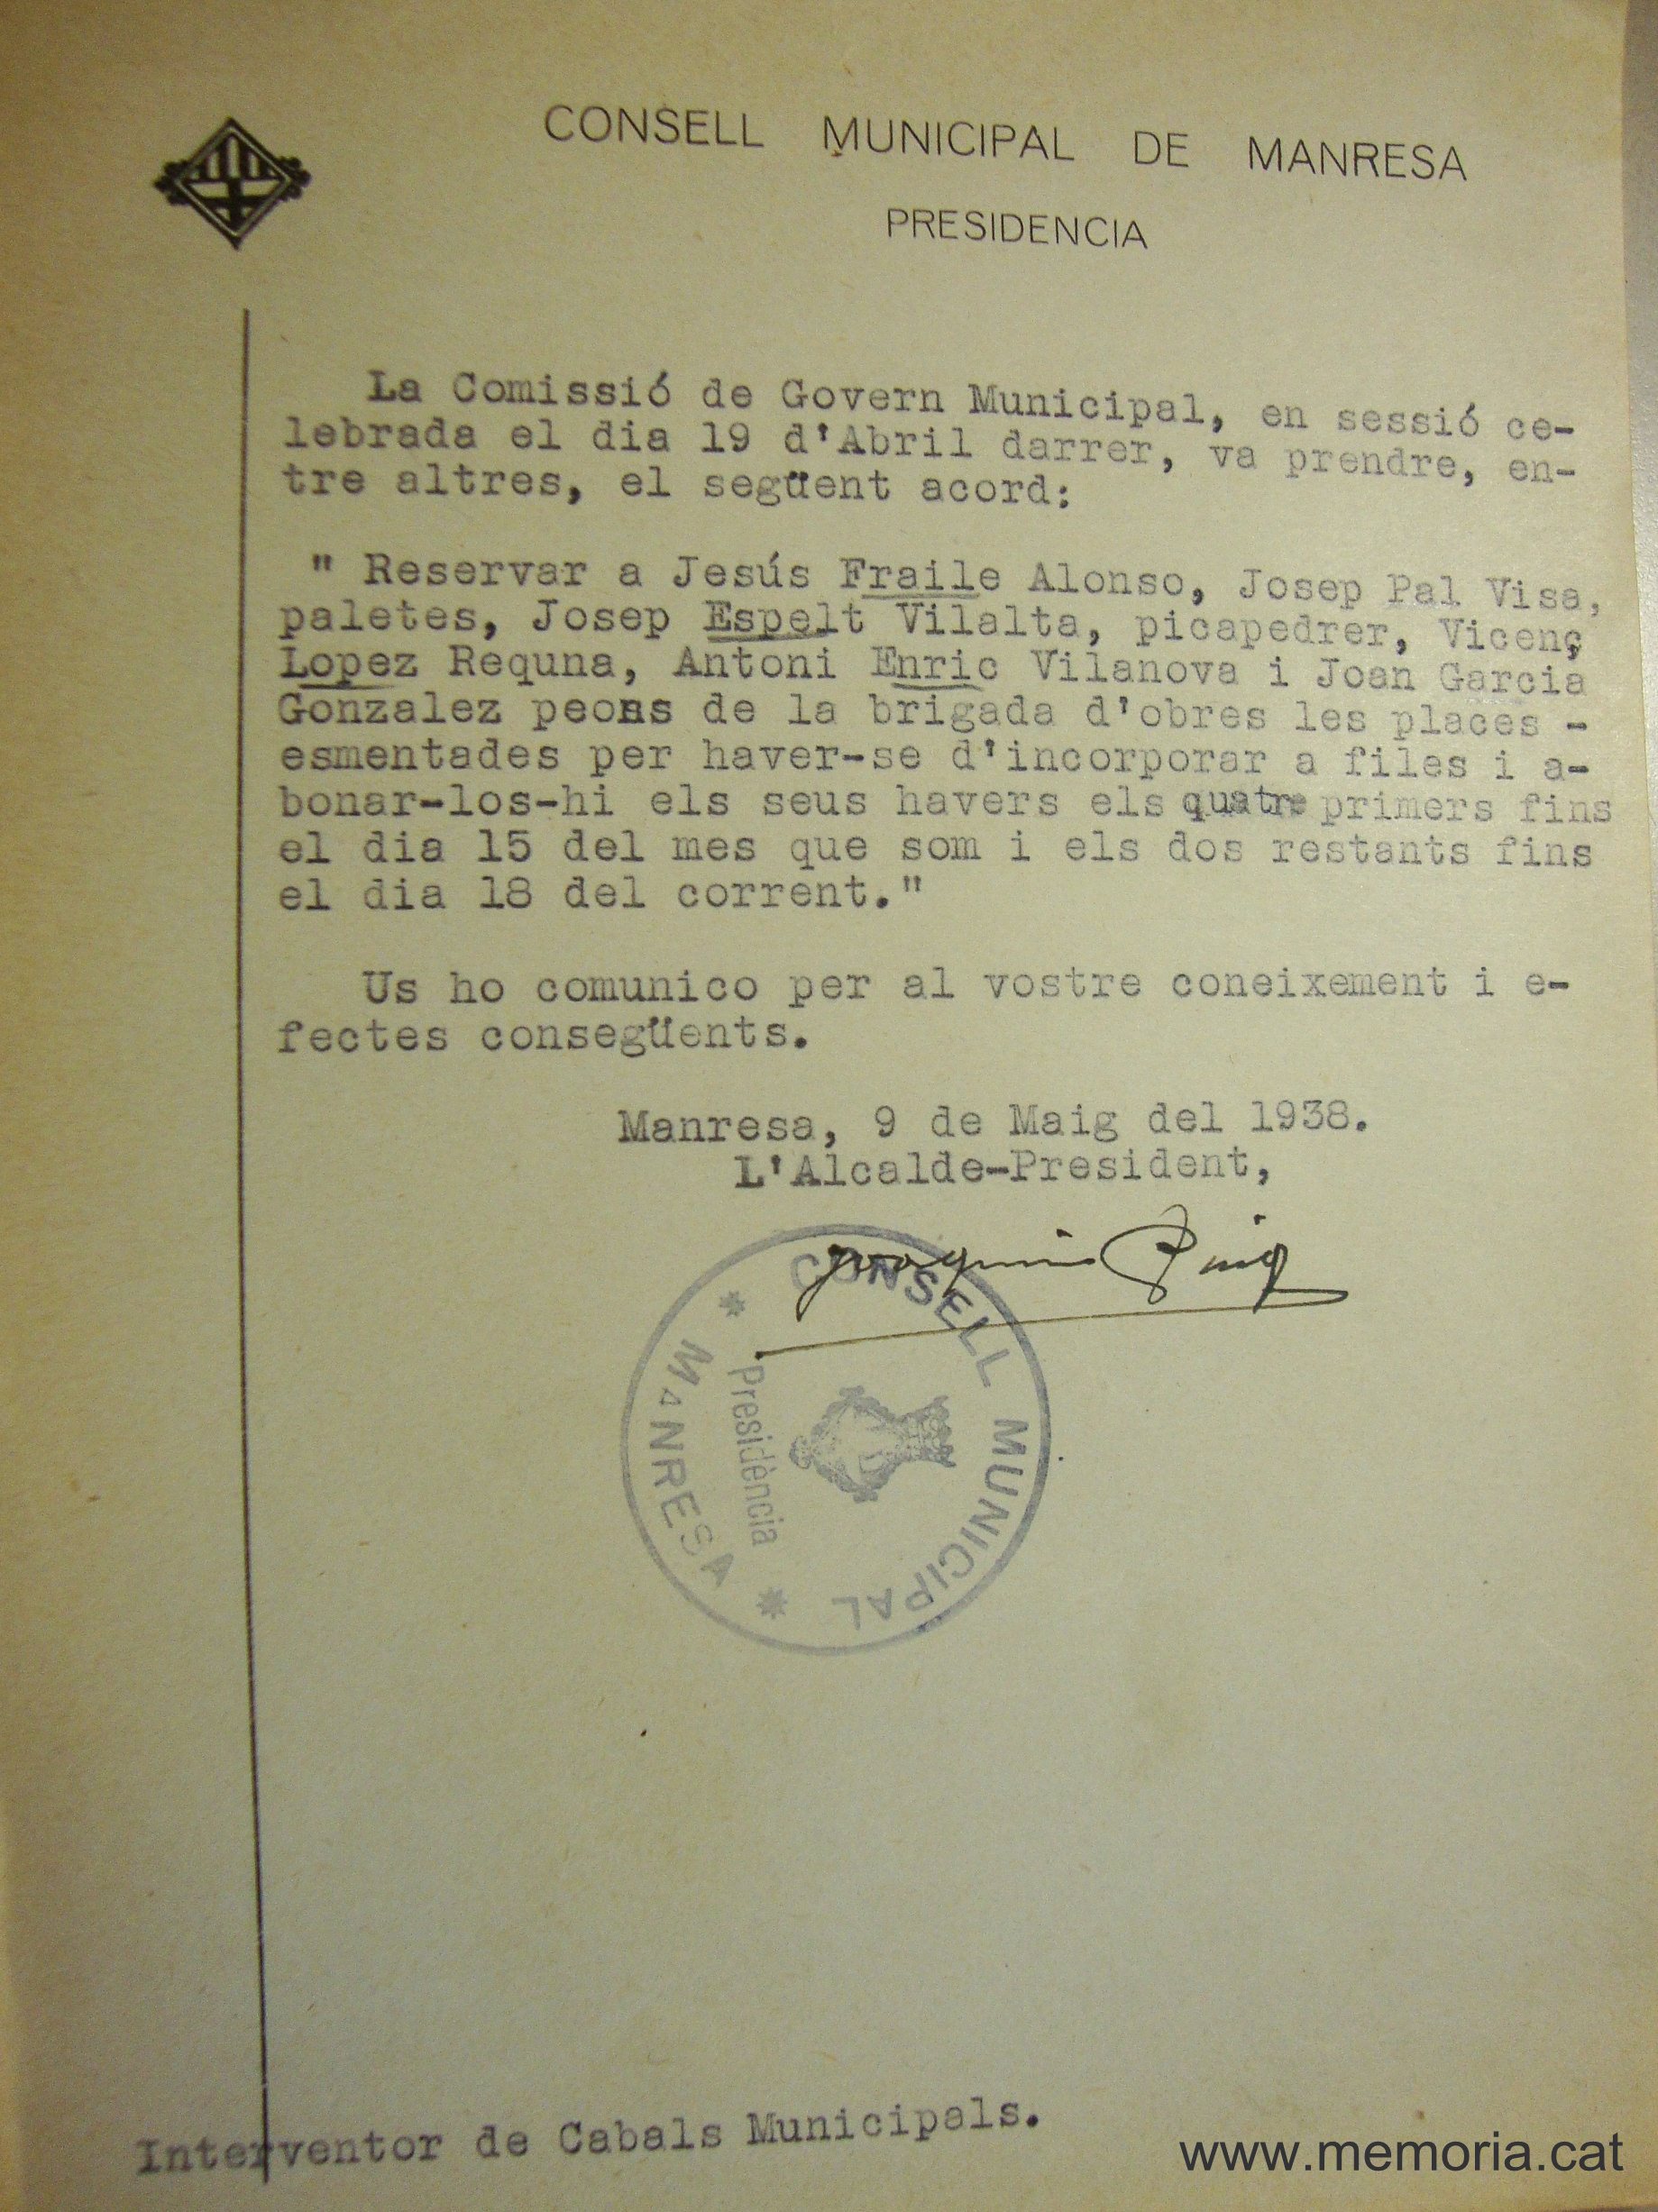 CONSELL MUNICIPAL DE MANRESA
PRESIDENCIA
La Comissió de Govern Municipal, en sessió ce-
lebrada el dia 19 d'Abril darrer, va prendre, en-
tre altres, el següent acord:
" Reservar a Jesús Fraile Alonso, Josep Pal Visa,
paletes, Josep Espelt Vilalta, picapedrer, Vicenç
Lopez Requna, Antoni Enric Vilanova i Joan Garcia
Gonzalez peons de la brigada d'obres les places -
esmentades per haver-se d'incorporar a files i a-
bonar-los-hi els seus havers els quatre primers fins
el dia 15 del mes que som i els dos restants fins
el dia 18 del corrent."
Us ho comunico per al vostre coneixement i e-
fectes consegüents.
Manresa, 9 de Maig del 1938.
L'Alcalde-President,
Joaquim Puig
CONSELL MUNICIPAL
* MANRESA *
Presidència
Interventor de Cabals Municipals.
www.memoria.cat